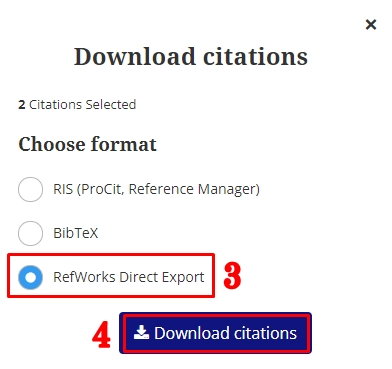 ×
Download citations
2 Citations Selected
Choose format
RIS (ProCit, Reference Manager)
BibTeX
RefWorks Direct Export 3
4 Download citations